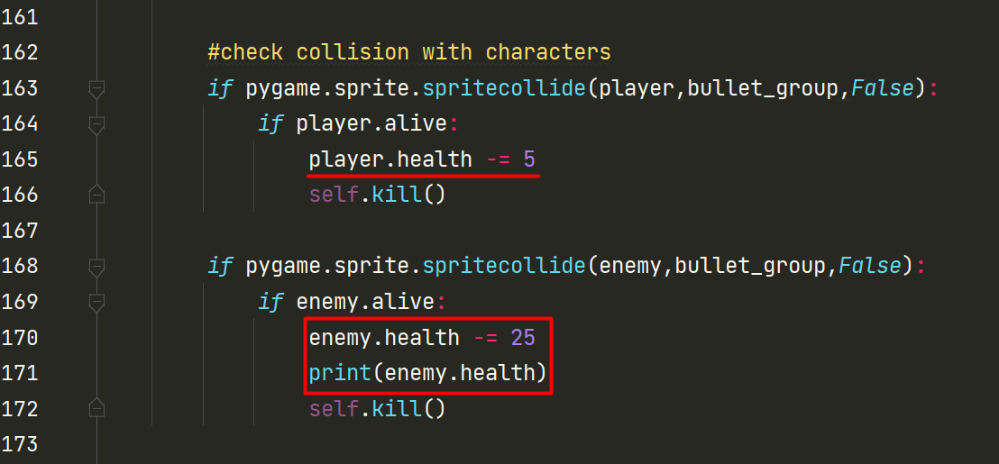 161
162 #check collision with characters
163 if pygame.sprite.spritecollide(player,bullet_group,False):
164 if player.alive:
165 player.health -= 5
166 self.kill()
167
168 if pygame.sprite.spritecollide(enemy,bullet_group,False):
169 if enemy.alive:
170 enemy.health -= 25
171 print(enemy.health)
172 self.kill()
173